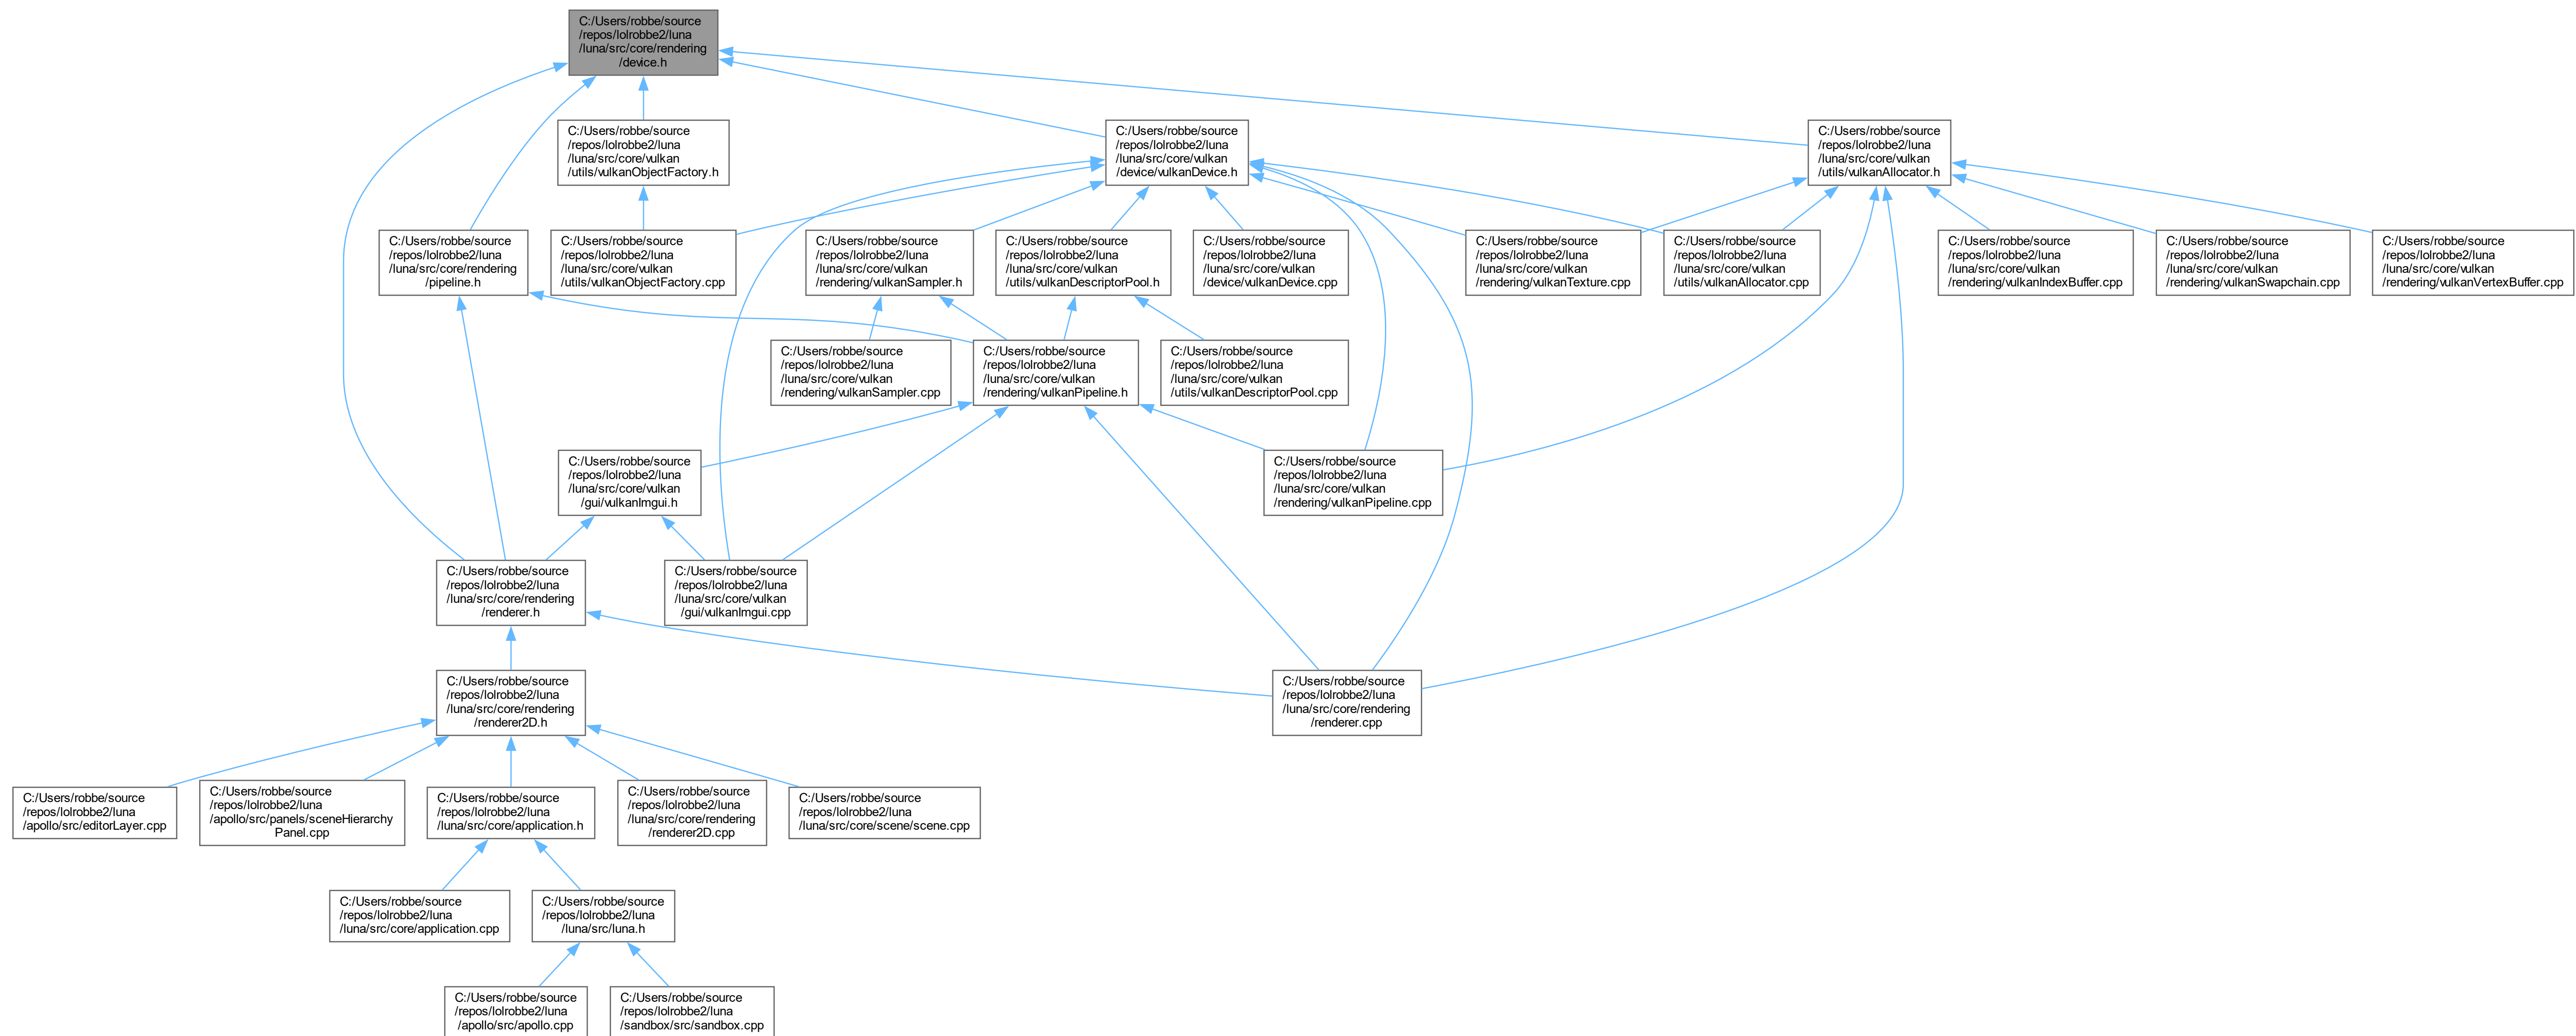 C:/Users/robbe/source
/repos/lolrobbe2/luna
/luna/src/core/rendering
/device.h
C:/Users/robbe/source
/repos/lolrobbe2/luna
/luna/src/core/vulkan
/utils/vulkanObjectFactory.h
C:/Users/robbe/source
/repos/lolrobbe2/luna
/luna/src/core/vulkan
/device/vulkanDevice.h
C:/Users/robbe/source
/repos/lolrobbe2/luna
/luna/src/core/vulkan
/utils/vulkanAllocator.h
C:/Users/robbe/source
/repos/lolrobbe2/luna
/luna/src/core/rendering
/pipeline.h
C:/Users/robbe/source
/repos/lolrobbe2/luna
/luna/src/core/vulkan
/utils/vulkanObjectFactory.cpp
C:/Users/robbe/source
/repos/lolrobbe2/luna
/luna/src/core/vulkan
/rendering/vulkanSampler.h
C:/Users/robbe/source
/repos/lolrobbe2/luna
/luna/src/core/vulkan
/utils/vulkanDescriptorPool.h
C:/Users/robbe/source
/repos/lolrobbe2/luna
/luna/src/core/vulkan
/device/vulkanDevice.cpp
C:/Users/robbe/source
/repos/lolrobbe2/luna
/luna/src/core/vulkan
/rendering/vulkanTexture.cpp
C:/Users/robbe/source
/repos/lolrobbe2/luna
/luna/src/core/vulkan
/utils/vulkanAllocator.cpp
C:/Users/robbe/source
/repos/lolrobbe2/luna
/luna/src/core/vulkan
/rendering/vulkanIndexBuffer.cpp
C:/Users/robbe/source
/repos/lolrobbe2/luna
/luna/src/core/vulkan
/rendering/vulkanSwapchain.cpp
C:/Users/robbe/source
/repos/lolrobbe2/luna
/luna/src/core/vulkan
/rendering/vulkanVertexBuffer.cpp
C:/Users/robbe/source
/repos/lolrobbe2/luna
/luna/src/core/vulkan
/rendering/vulkanSampler.cpp
C:/Users/robbe/source
/repos/lolrobbe2/luna
/luna/src/core/vulkan
/rendering/vulkanPipeline.h
C:/Users/robbe/source
/repos/lolrobbe2/luna
/luna/src/core/vulkan
/utils/vulkanDescriptorPool.cpp
C:/Users/robbe/source
/repos/lolrobbe2/luna
/luna/src/core/vulkan
/gui/vulkanImgui.h
C:/Users/robbe/source
/repos/lolrobbe2/luna
/luna/src/core/vulkan
/rendering/vulkanPipeline.cpp
C:/Users/robbe/source
/repos/lolrobbe2/luna
/luna/src/core/rendering
/renderer.h
C:/Users/robbe/source
/repos/lolrobbe2/luna
/luna/src/core/vulkan
/gui/vulkanImgui.cpp
C:/Users/robbe/source
/repos/lolrobbe2/luna
/luna/src/core/rendering
/renderer2D.h
C:/Users/robbe/source
/repos/lolrobbe2/luna
/luna/src/core/rendering
/renderer.cpp
C:/Users/robbe/source
/repos/lolrobbe2/luna
/apollo/src/editorLayer.cpp
C:/Users/robbe/source
/repos/lolrobbe2/luna
/apollo/src/panels/sceneHierarchy
Panel.cpp
C:/Users/robbe/source
/repos/lolrobbe2/luna
/luna/src/core/application.h
C:/Users/robbe/source
/repos/lolrobbe2/luna
/luna/src/core/rendering
/renderer2D.cpp
C:/Users/robbe/source
/repos/lolrobbe2/luna
/luna/src/core/scene/scene.cpp
C:/Users/robbe/source
/repos/lolrobbe2/luna
/luna/src/core/application.cpp
C:/Users/robbe/source
/repos/lolrobbe2/luna
/luna/src/luna.h
C:/Users/robbe/source
/repos/lolrobbe2/luna
/apollo/src/apollo.cpp
C:/Users/robbe/source
/repos/lolrobbe2/luna
/sandbox/src/sandbox.cpp